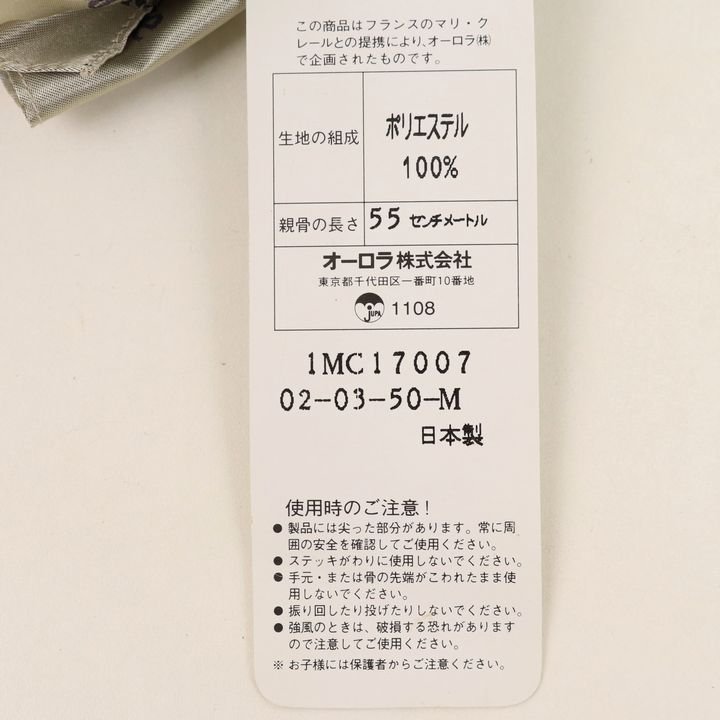 この商品はフランスのマリ・ク
レールとの提携により、オーロラ㈱
で企画されたものです。
生地の組成 ポリエステル
100%
親骨の長さ 55 センチメートル
オーロラ株式会社
東京都千代田区一番町10番地
JUPA 1108
1MC17007
02-03-50-M
日本製
使用時のご注意!
● 製品には尖った部分があります。常に周
囲の安全を確認してご使用ください。
● ステッキがわりに使用しないでください。
● 手元・または骨の先端がこわれたまま使
用しないでください。
● 振り回したり投げたりしないでください。
● 強風のときは、破損する恐れがあります
ので注意してご使用ください。
※ お子様には保護者からご注意ください。